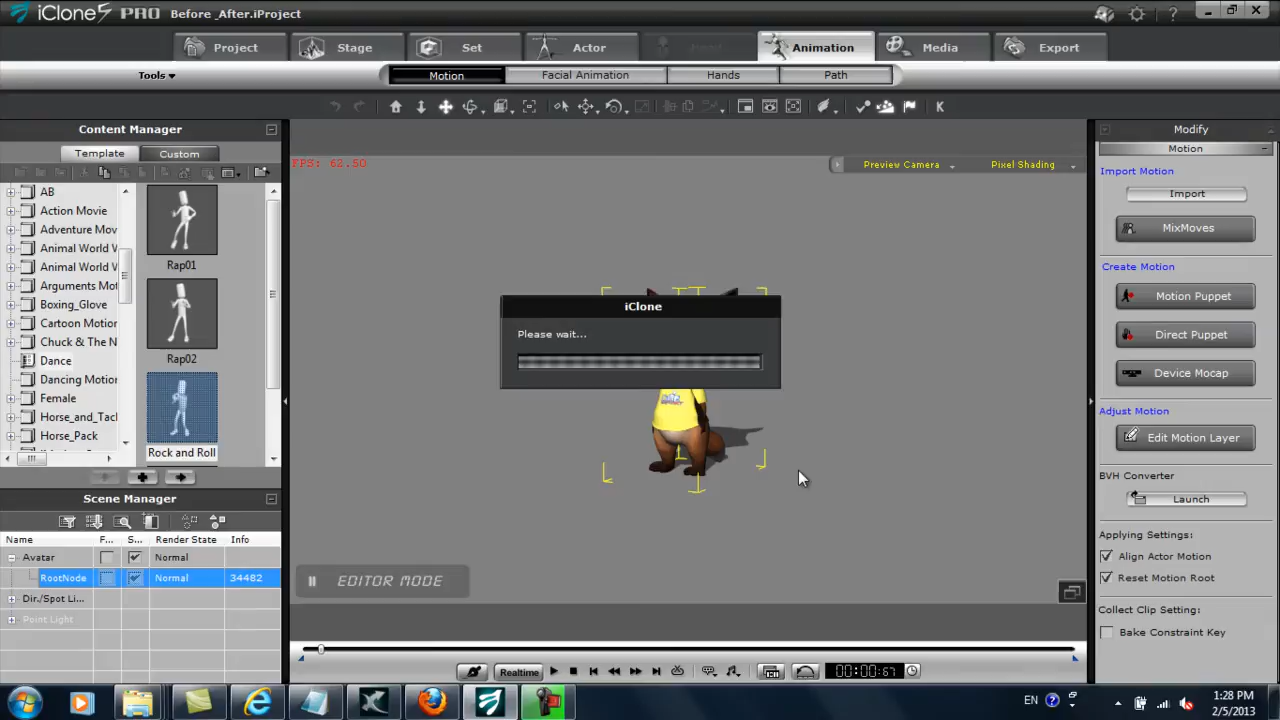 iClone5 PRO Before _After.iProject
Project
Stage
Set
Actor
Head
Animation
Media
Export
Tools
Motion
Facial Animation
Hands
Path
Content Manager
Template
Custom
AB
Action Movie
Adventure Mov
Animal World W
Animal World W
Arguments Mot
Boxing_Glove
Cartoon Motion
Chuck & The N
Dance
Dancing Motion
Female
Horse_and_Tack
Horse_Pack
Rap01
Rap02
Rock and Roll
Scene Manager
Name F... S... Render State Info
Avatar Normal
RootNode Normal 34482
Dir./Spot Li...
Point Light
FPS: 62.50
Preview Camera
Pixel Shading
iClone
Please wait...
EDITOR MODE
Realtime
00:00:67
Modify
Motion
Import Motion
Import
MixMoves
Create Motion
Motion Puppet
Direct Puppet
Device Mocap
Adjust Motion
Edit Motion Layer
BVH Converter
Launch
Applying Settings:
Align Actor Motion
Reset Motion Root
Collect Clip Setting:
Bake Constraint Key
EN
1:28 PM
2/5/2013